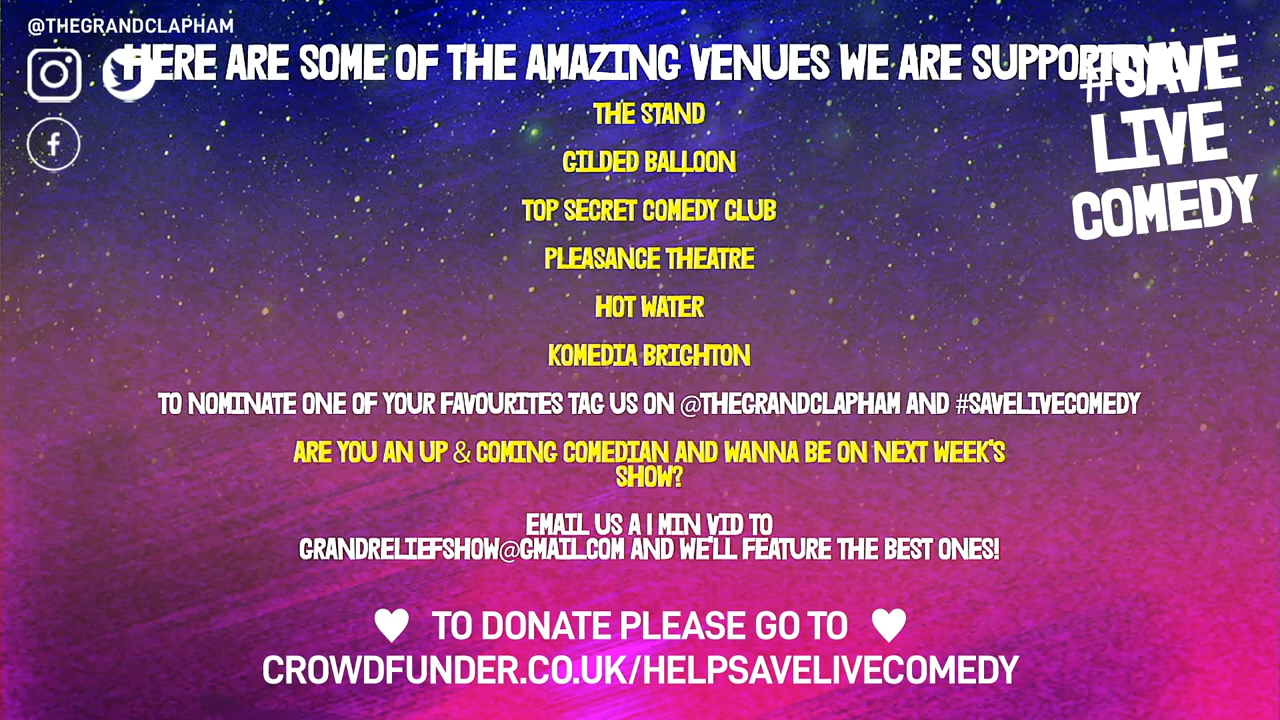 @THEGRANDCLAPHAM
HERE ARE SOME OF THE AMAZING VENUES WE ARE SUPPORTING
#SAVE
LIVE
COMEDY
THE STAND
GILDED BALLOON
TOP SECRET COMEDY CLUB
PLEASANCE THEATRE
HOT WATER
KOMEDIA BRIGHTON
TO NOMINATE ONE OF YOUR FAVOURITES TAG US ON @THEGRANDCLAPHAM AND #SAVELIVECOMEDY
ARE YOU AN UP & COMING COMEDIAN AND WANNA BE ON NEXT WEEK'S
SHOW?
EMAIL US A 1 MIN VID TO
GRANDRELIEFSHOW@GMAIL.COM AND WE'LL FEATURE THE BEST ONES!
TO DONATE PLEASE GO TO
CROWDFUNDER.CO.UK/HELPSAVELIVECOMEDY